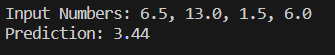 Input Numbers: 6.5, 13.0, 1.5, 6.0
Prediction: 3.44